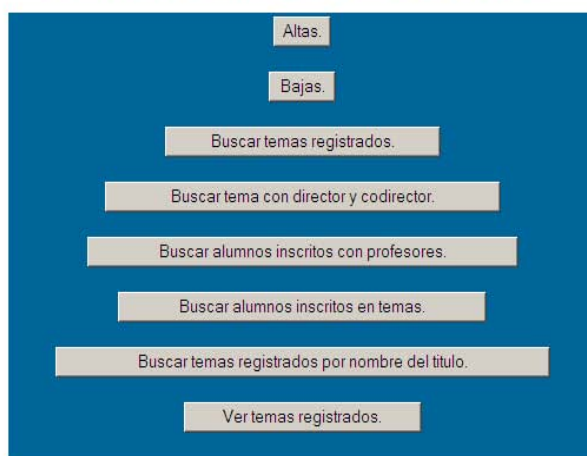 Altas.
Bajas.
Buscar temas registrados.
Buscar tema con director y codirector.
Buscar alumnos inscritos con profesores.
Buscar alumnos inscritos en temas.
Buscar temas registrados por nombre del titulo.
Ver temas registrados.